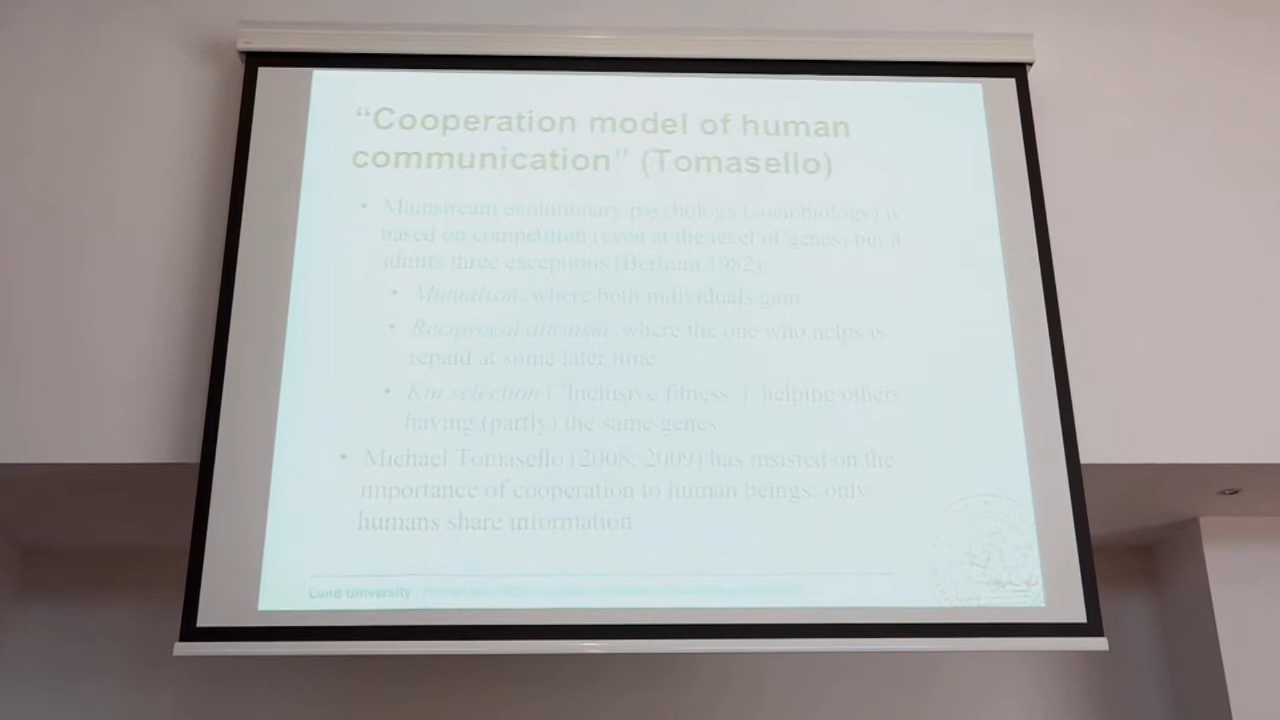 “Cooperation model of human
communication” (Tomasello)
• Mainstream evolutionary psychology (sociobiology) is
based on competition (even at the level of genes) but it
admits three exceptions (Bertram 1982):
• Mutualism, where both individuals gain
• Reciprocal altruism, where the one who helps is
repaid at some later time
• Kin selection (”Inclusive fitness”), helping others
having (partly) the same genes
• Michael Tomasello (2008; 2009) has insisted on the
importance of cooperation to human beings: only
humans share information
Lund University